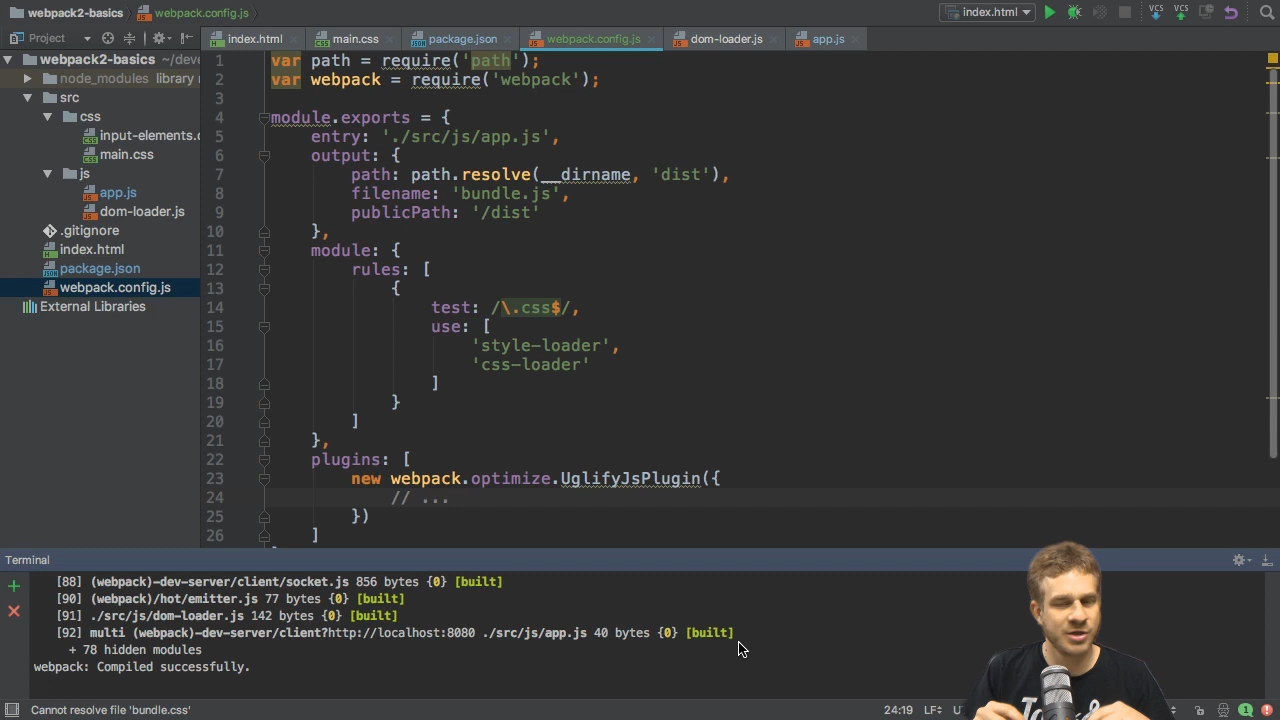 webpack2-basics webpack.config.js index.html VCS VCS
Project index.html main.css package.json webpack.config.js dom-loader.js app.js
webpack2-basics ~/deve
node_modules library
src
css
input-elements.c
main.css
js
app.js
dom-loader.js
.gitignore
index.html
package.json
webpack.config.js
External Libraries
1 var path = require('path');
2 var webpack = require('webpack');
3
4 module.exports = {
5 entry: './src/js/app.js',
6 output: {
7 path: path.resolve(__dirname, 'dist'),
8 filename: 'bundle.js',
9 publicPath: '/dist'
10 },
11 module: {
12 rules: [
13 {
14 test: /\.css$/,
15 use: [
16 'style-loader',
17 'css-loader'
18 ]
19 }
20 ]
21 },
22 plugins: [
23 new webpack.optimize.UglifyJsPlugin({
24 // ...
25 })
26 ]
Terminal
[88] (webpack)-dev-server/client/socket.js 856 bytes {0} [built]
[90] (webpack)/hot/emitter.js 77 bytes {0} [built]
[91] ./src/js/dom-loader.js 142 bytes {0} [built]
[92] multi (webpack)-dev-server/client?http://localhost:8080 ./src/js/app.js 40 bytes {0} [built]
+ 78 hidden modules
webpack: Compiled successfully.
Cannot resolve file 'bundle.css' 24:19 LF 1